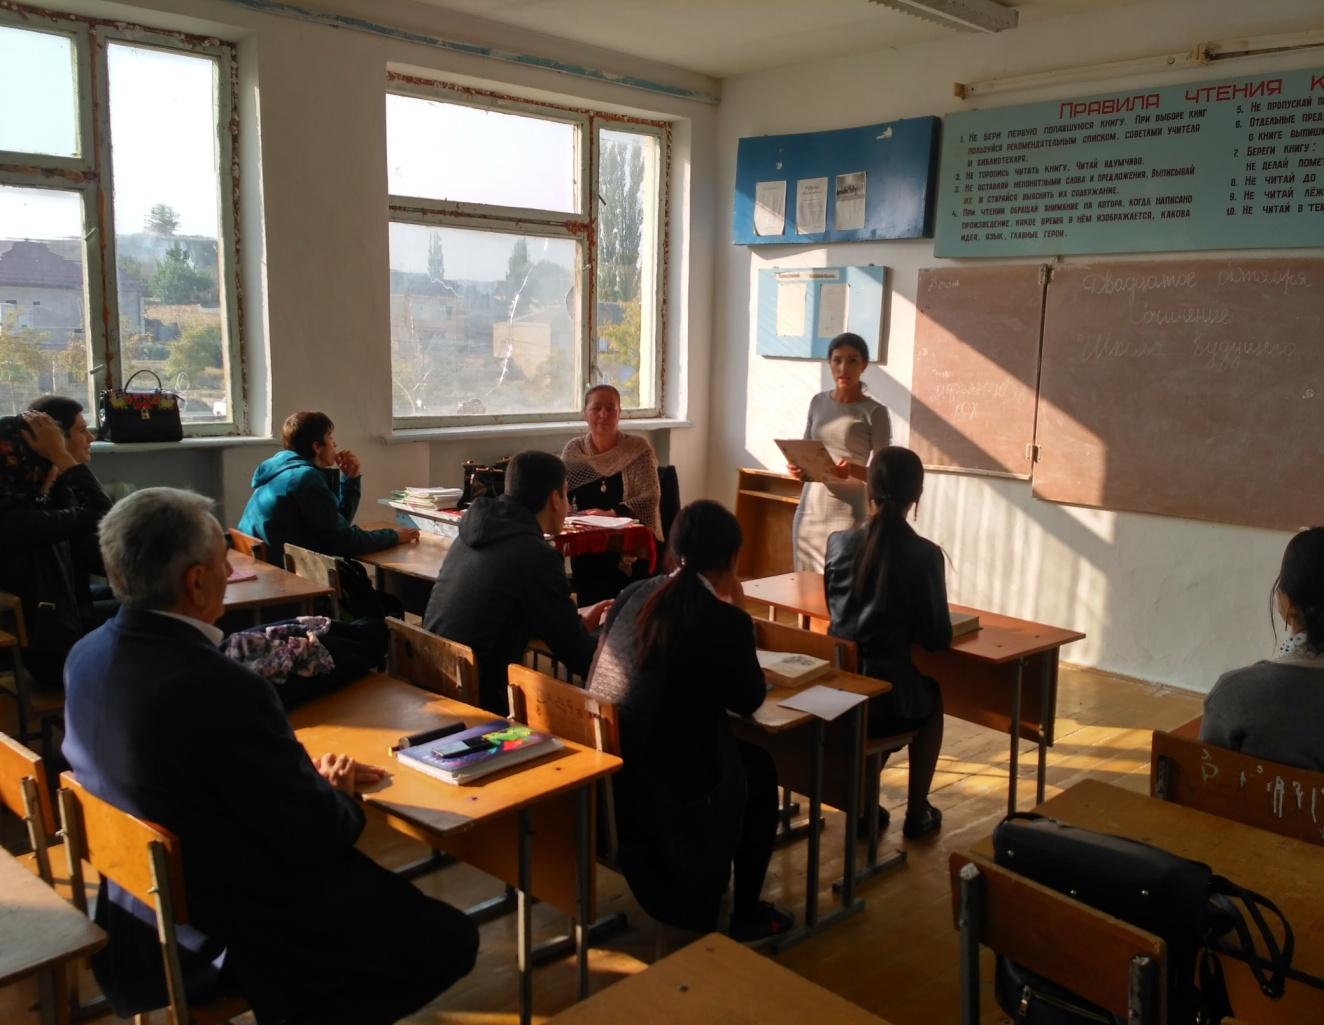 ПРАВИЛА ЧТЕНИЯ К
1. НЕ БЕРИ ПЕРВУЮ ПОПАВШУЮСЯ КНИГУ. ПРИ ВЫБОРЕ КНИГ
ПОЛЬЗУЙСЯ РЕКОМЕНДАТЕЛЬНЫМ СПИСКОМ, СОВЕТАМИ УЧИТЕЛЯ
И БИБЛИОТЕКАРЯ.
2. НЕ ТОРОПИСЬ ЧИТАТЬ КНИГУ, ЧИТАЙ ВДУМЧИВО.
3. НЕ ОСТАВЛЯЙ НЕПОНЯТНЫМИ СЛОВА И ПРЕДЛОЖЕНИЯ, ВЫПИСЫВАЙ
ИХ И СТАРАЙСЯ ВЫЯСНИТЬ ИХ СОДЕРЖАНИЕ.
4. ПРИ ЧТЕНИИ ОБРАЩАЙ ВНИМАНИЕ НА АВТОРА, КОГДА НАПИСАНО
ПРОИЗВЕДЕНИЕ, КАКОЕ ВРЕМЯ В НЁМ ИЗОБРАЖАЕТСЯ, КАКОВА
ИДЕЯ, ЯЗЫК, ГЛАВНЫЕ ГЕРОИ.
5. НЕ ПРОПУСКАЙ
6. ОТДЕЛЬНЫЕ ПРЕД
О КНИГЕ ВЫПИШИ
7. БЕРЕГИ КНИГУ:
НЕ ДЕЛАЙ ПОМЕТ
8. НЕ ЧИТАЙ ДО
9. НЕ ЧИТАЙ ЛЁЖ
10. НЕ ЧИТАЙ В ТЕМ
Двадцатое октября
Сочинение
Школа будущего